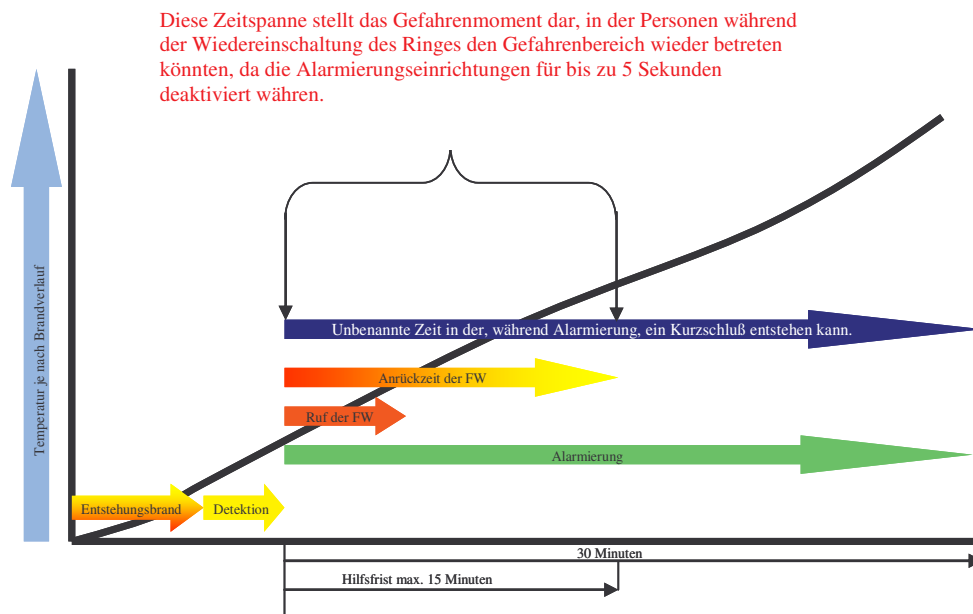 Diese Zeitspanne stellt das Gefahrenmoment dar, in der Personen während
der Wiedereinschaltung des Ringes den Gefahrenbereich wieder betreten
könnten, da die Alarmierungseinrichtungen für bis zu 5 Sekunden
deaktiviert währen.
Temperatur je nach Brandverlauf
Unbenannte Zeit in der, während Alarmierung, ein Kurzschluß entstehen kann.
Anrückzeit der FW
Ruf der FW
Alarmierung
Entstehungsbrand
Detektion
30 Minuten
Hilfsfrist max. 15 Minuten